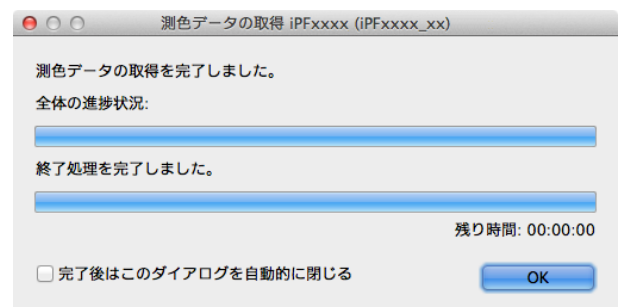 測色データの取得 iPFxxxx (iPFxxxx_xx)
測色データの取得を完了しました。
全体の進捗状況:
終了処理を完了しました。
残り時間: 00:00:00
完了後はこのダイアログを自動的に閉じる
OK